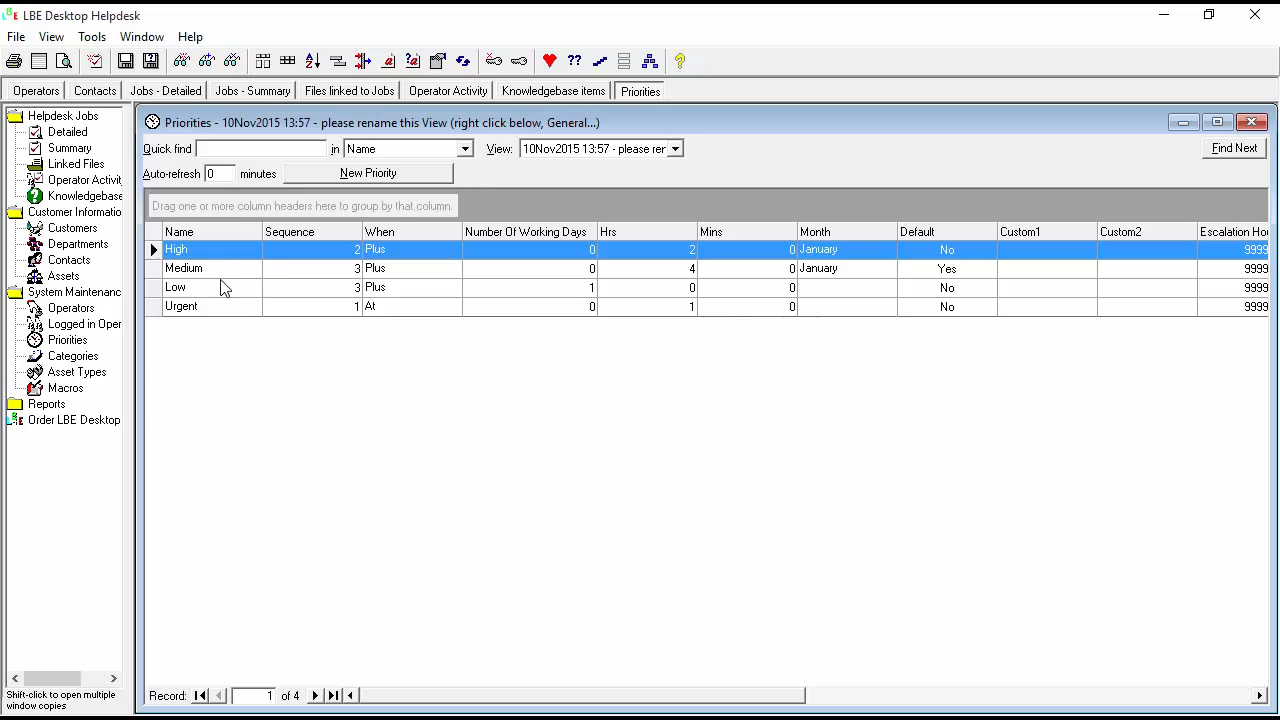 LBE Desktop Helpdesk
File View Tools Window Help
Operators Contacts Jobs - Detailed Jobs - Summary Files linked to Jobs Operator Activity Knowledgebase items Priorities
Helpdesk Jobs
Detailed
Summary
Linked Files
Operator Activit
Knowledgebase
Customer Informatio
Customers
Departments
Contacts
Assets
System Maintenanc
Operators
Logged in Oper
Priorities
Categories
Asset Types
Macros
Reports
Order LBE Desktop
Shift-click to open multiple
window copies
Priorities - 10Nov2015 13:57 - please rename this View (right click below, General...)
Quick find in Name View: 10Nov2015 13:57 - please rer Find Next
Auto-refresh 0 minutes New Priority
Drag one or more column headers here to group by that column.
Name Sequence When Number Of Working Days Hrs Mins Month Default Custom1 Custom2 Escalation Hou
High 2 Plus 0 2 0 January No 9999
Medium 3 Plus 0 4 0 January Yes 9999
Low 3 Plus 1 0 0 No 9999
Urgent 1 At 0 1 0 No 9999
Record: 1 of 4